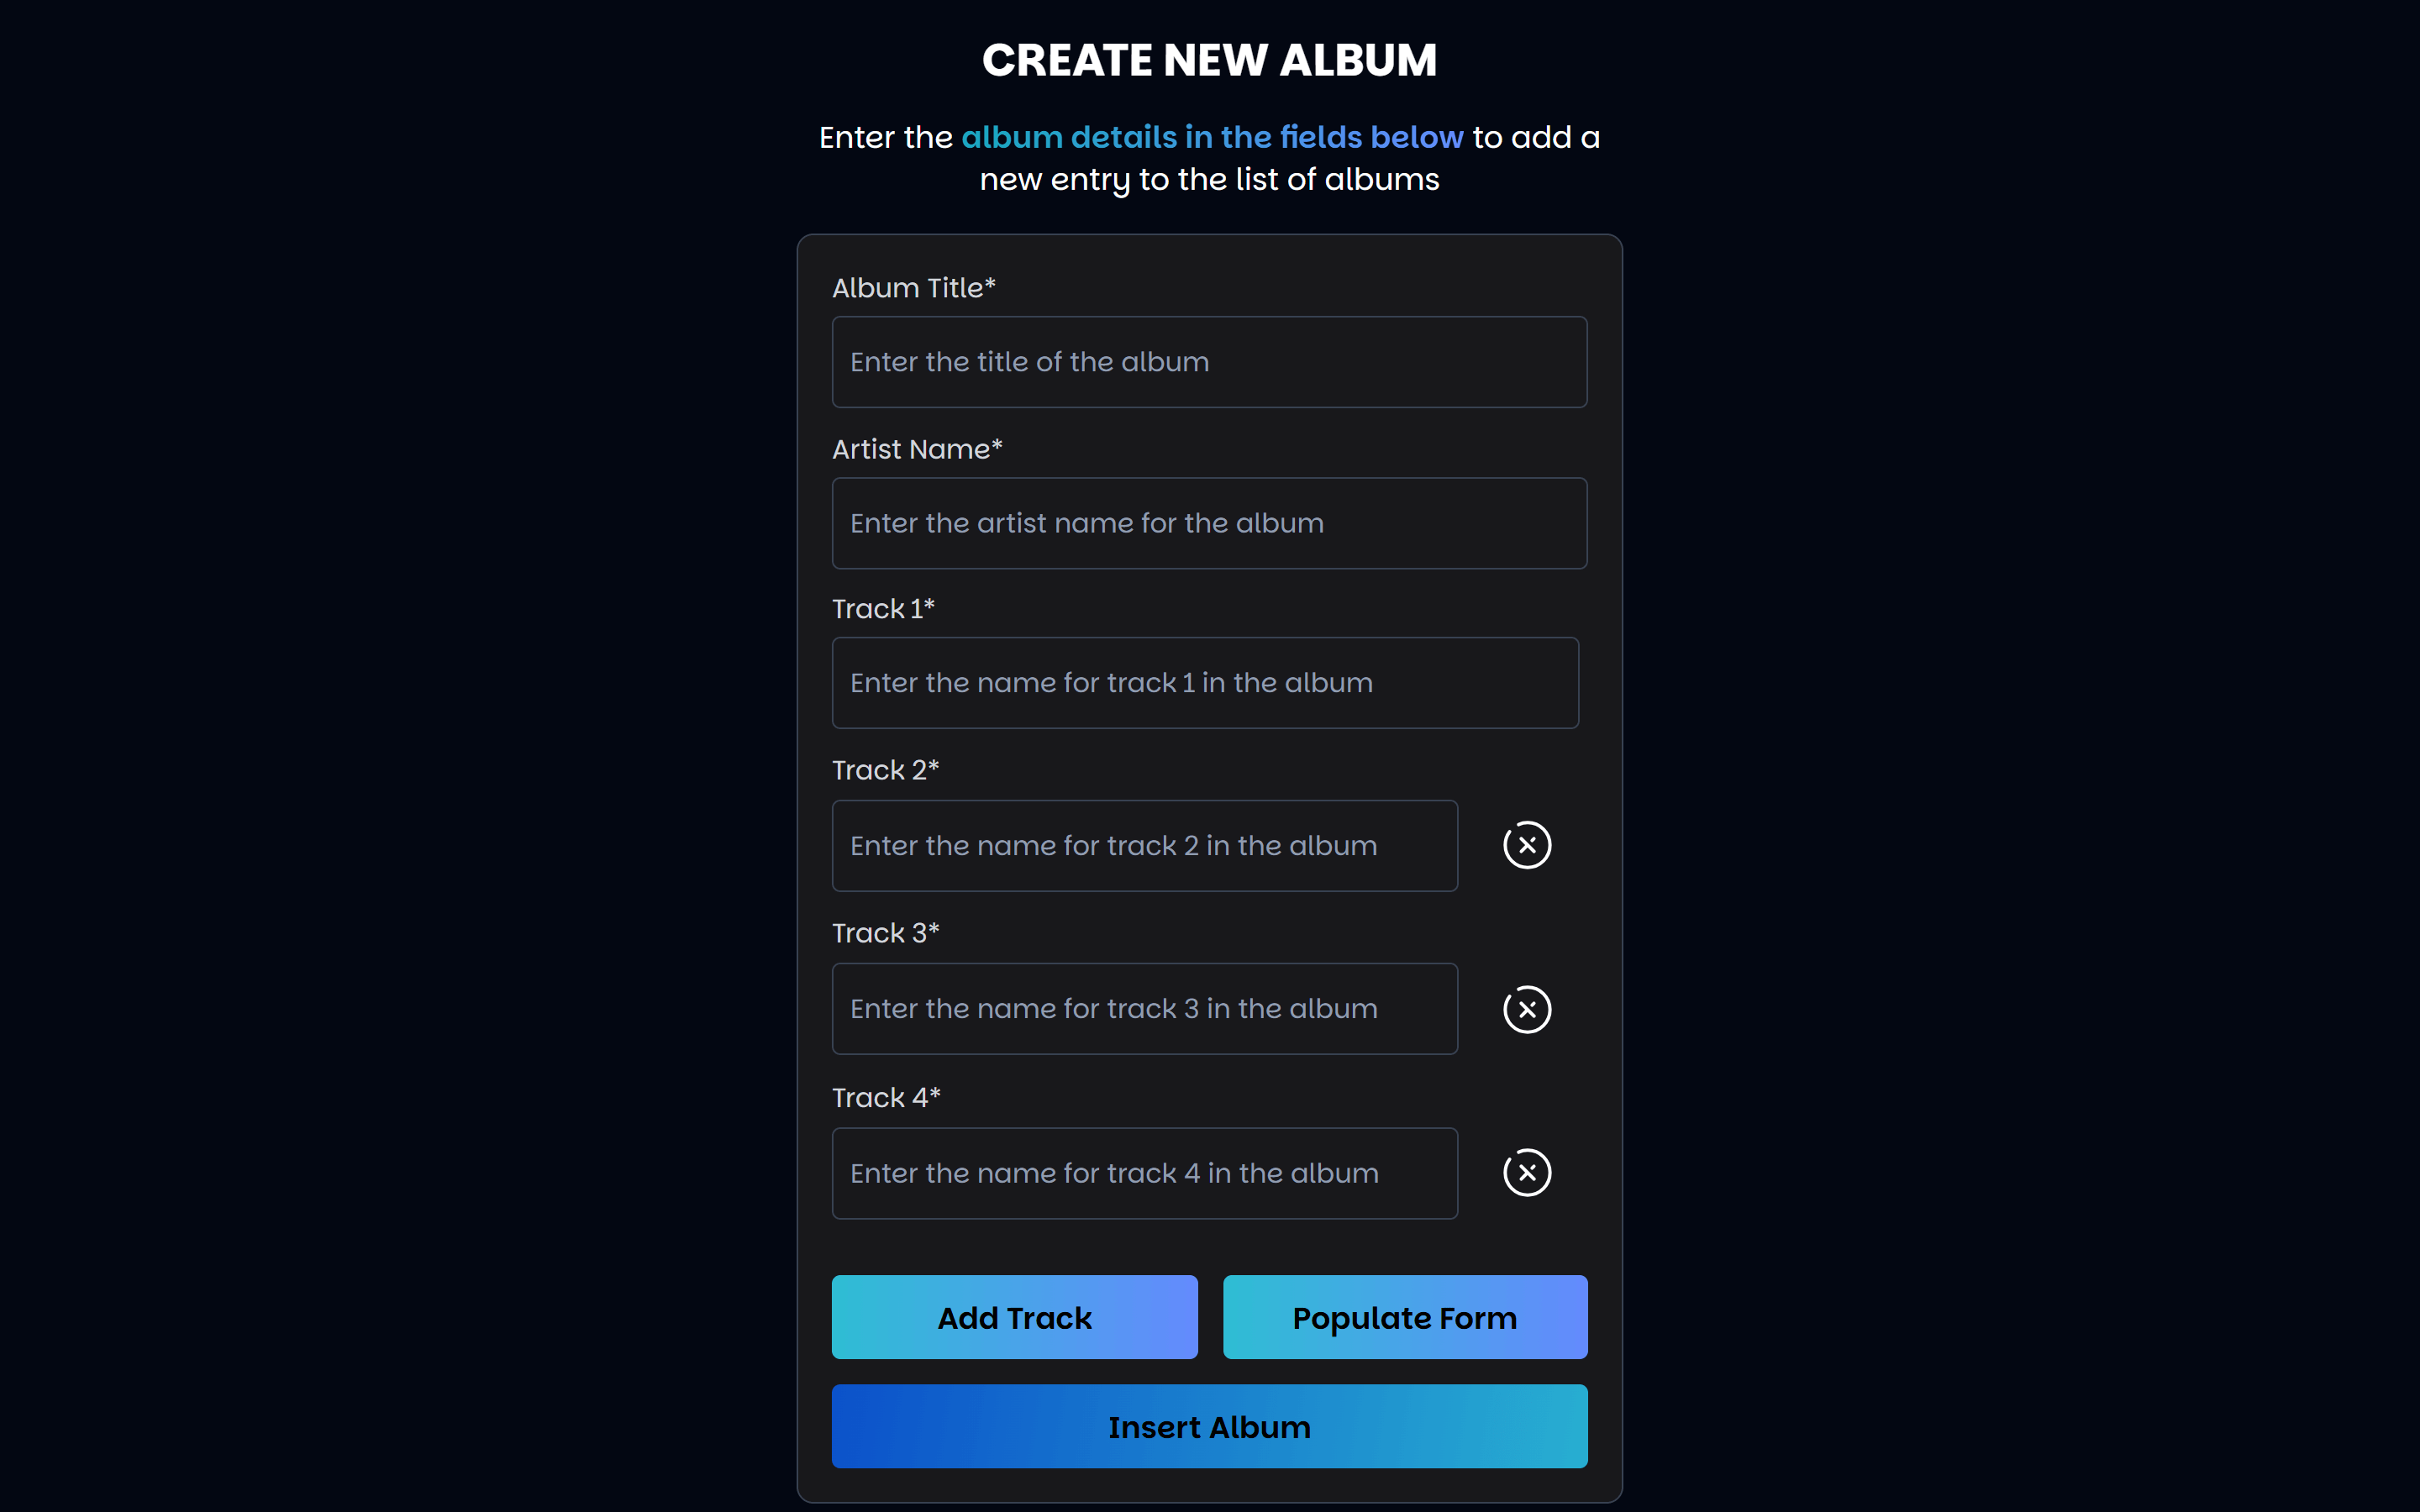 CREATE NEW ALBUM
Enter the album details in the fields below to add a
new entry to the list of albums
Album Title*
Enter the title of the album
Artist Name*
Enter the artist name for the album
Track 1*
Enter the name for track 1 in the album
Track 2*
Enter the name for track 2 in the album
Track 3*
Enter the name for track 3 in the album
Track 4*
Enter the name for track 4 in the album
Add Track
Populate Form
Insert Album